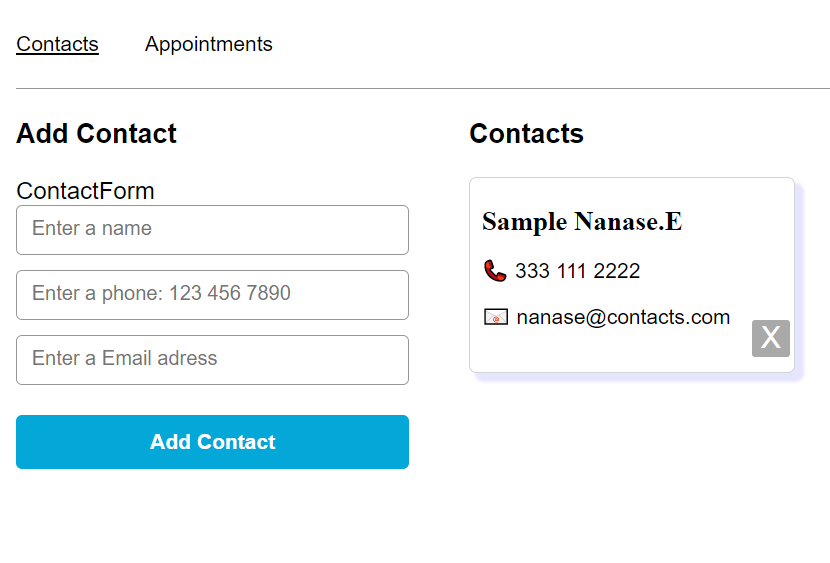 Contacts Appointments
Add Contact
ContactForm
Enter a name
Enter a phone: 123 456 7890
Enter a Email adress
Add Contact
Contacts
Sample Nanase.E
333 111 2222
nanase@contacts.com
X